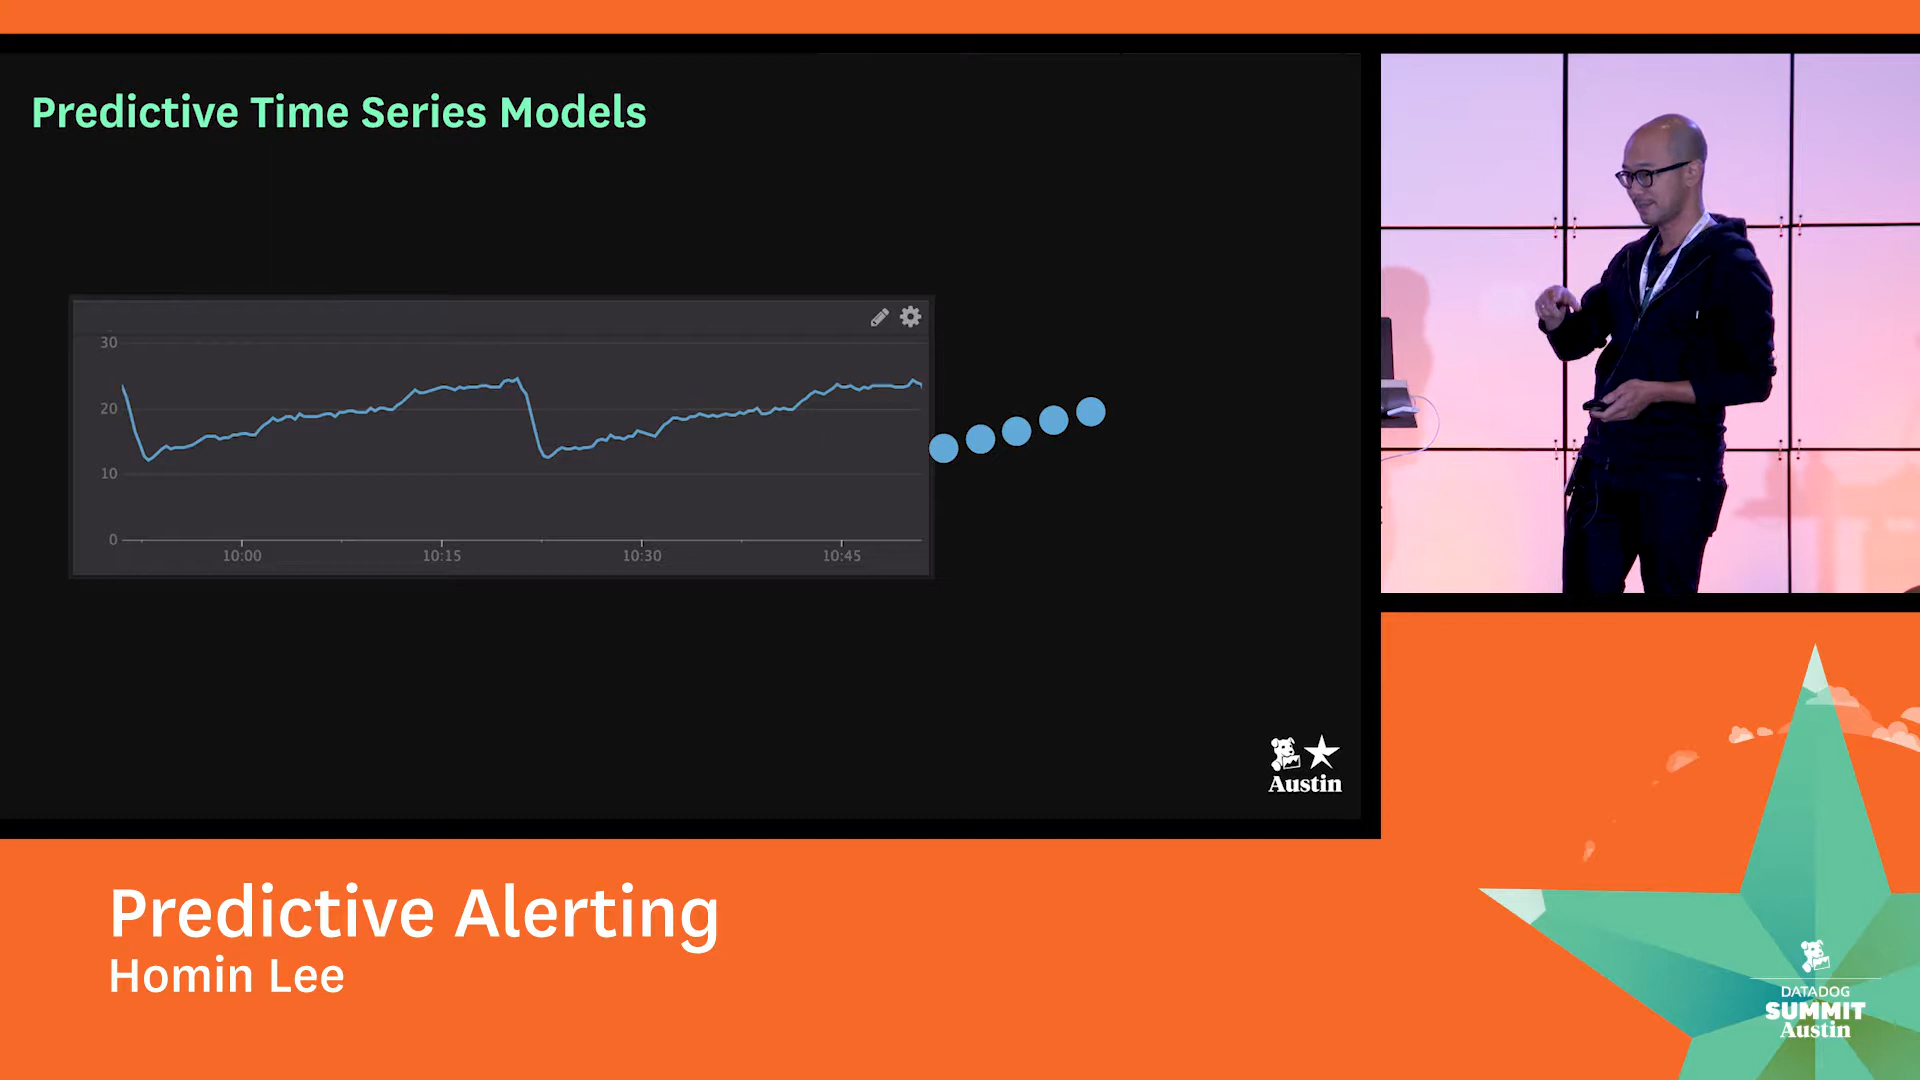 Predictive Time Series Models
30
20
10
0
10:00 10:15 10:30 10:45
Austin
Predictive Alerting
Homin Lee
DATADOG
SUMMIT
Austin